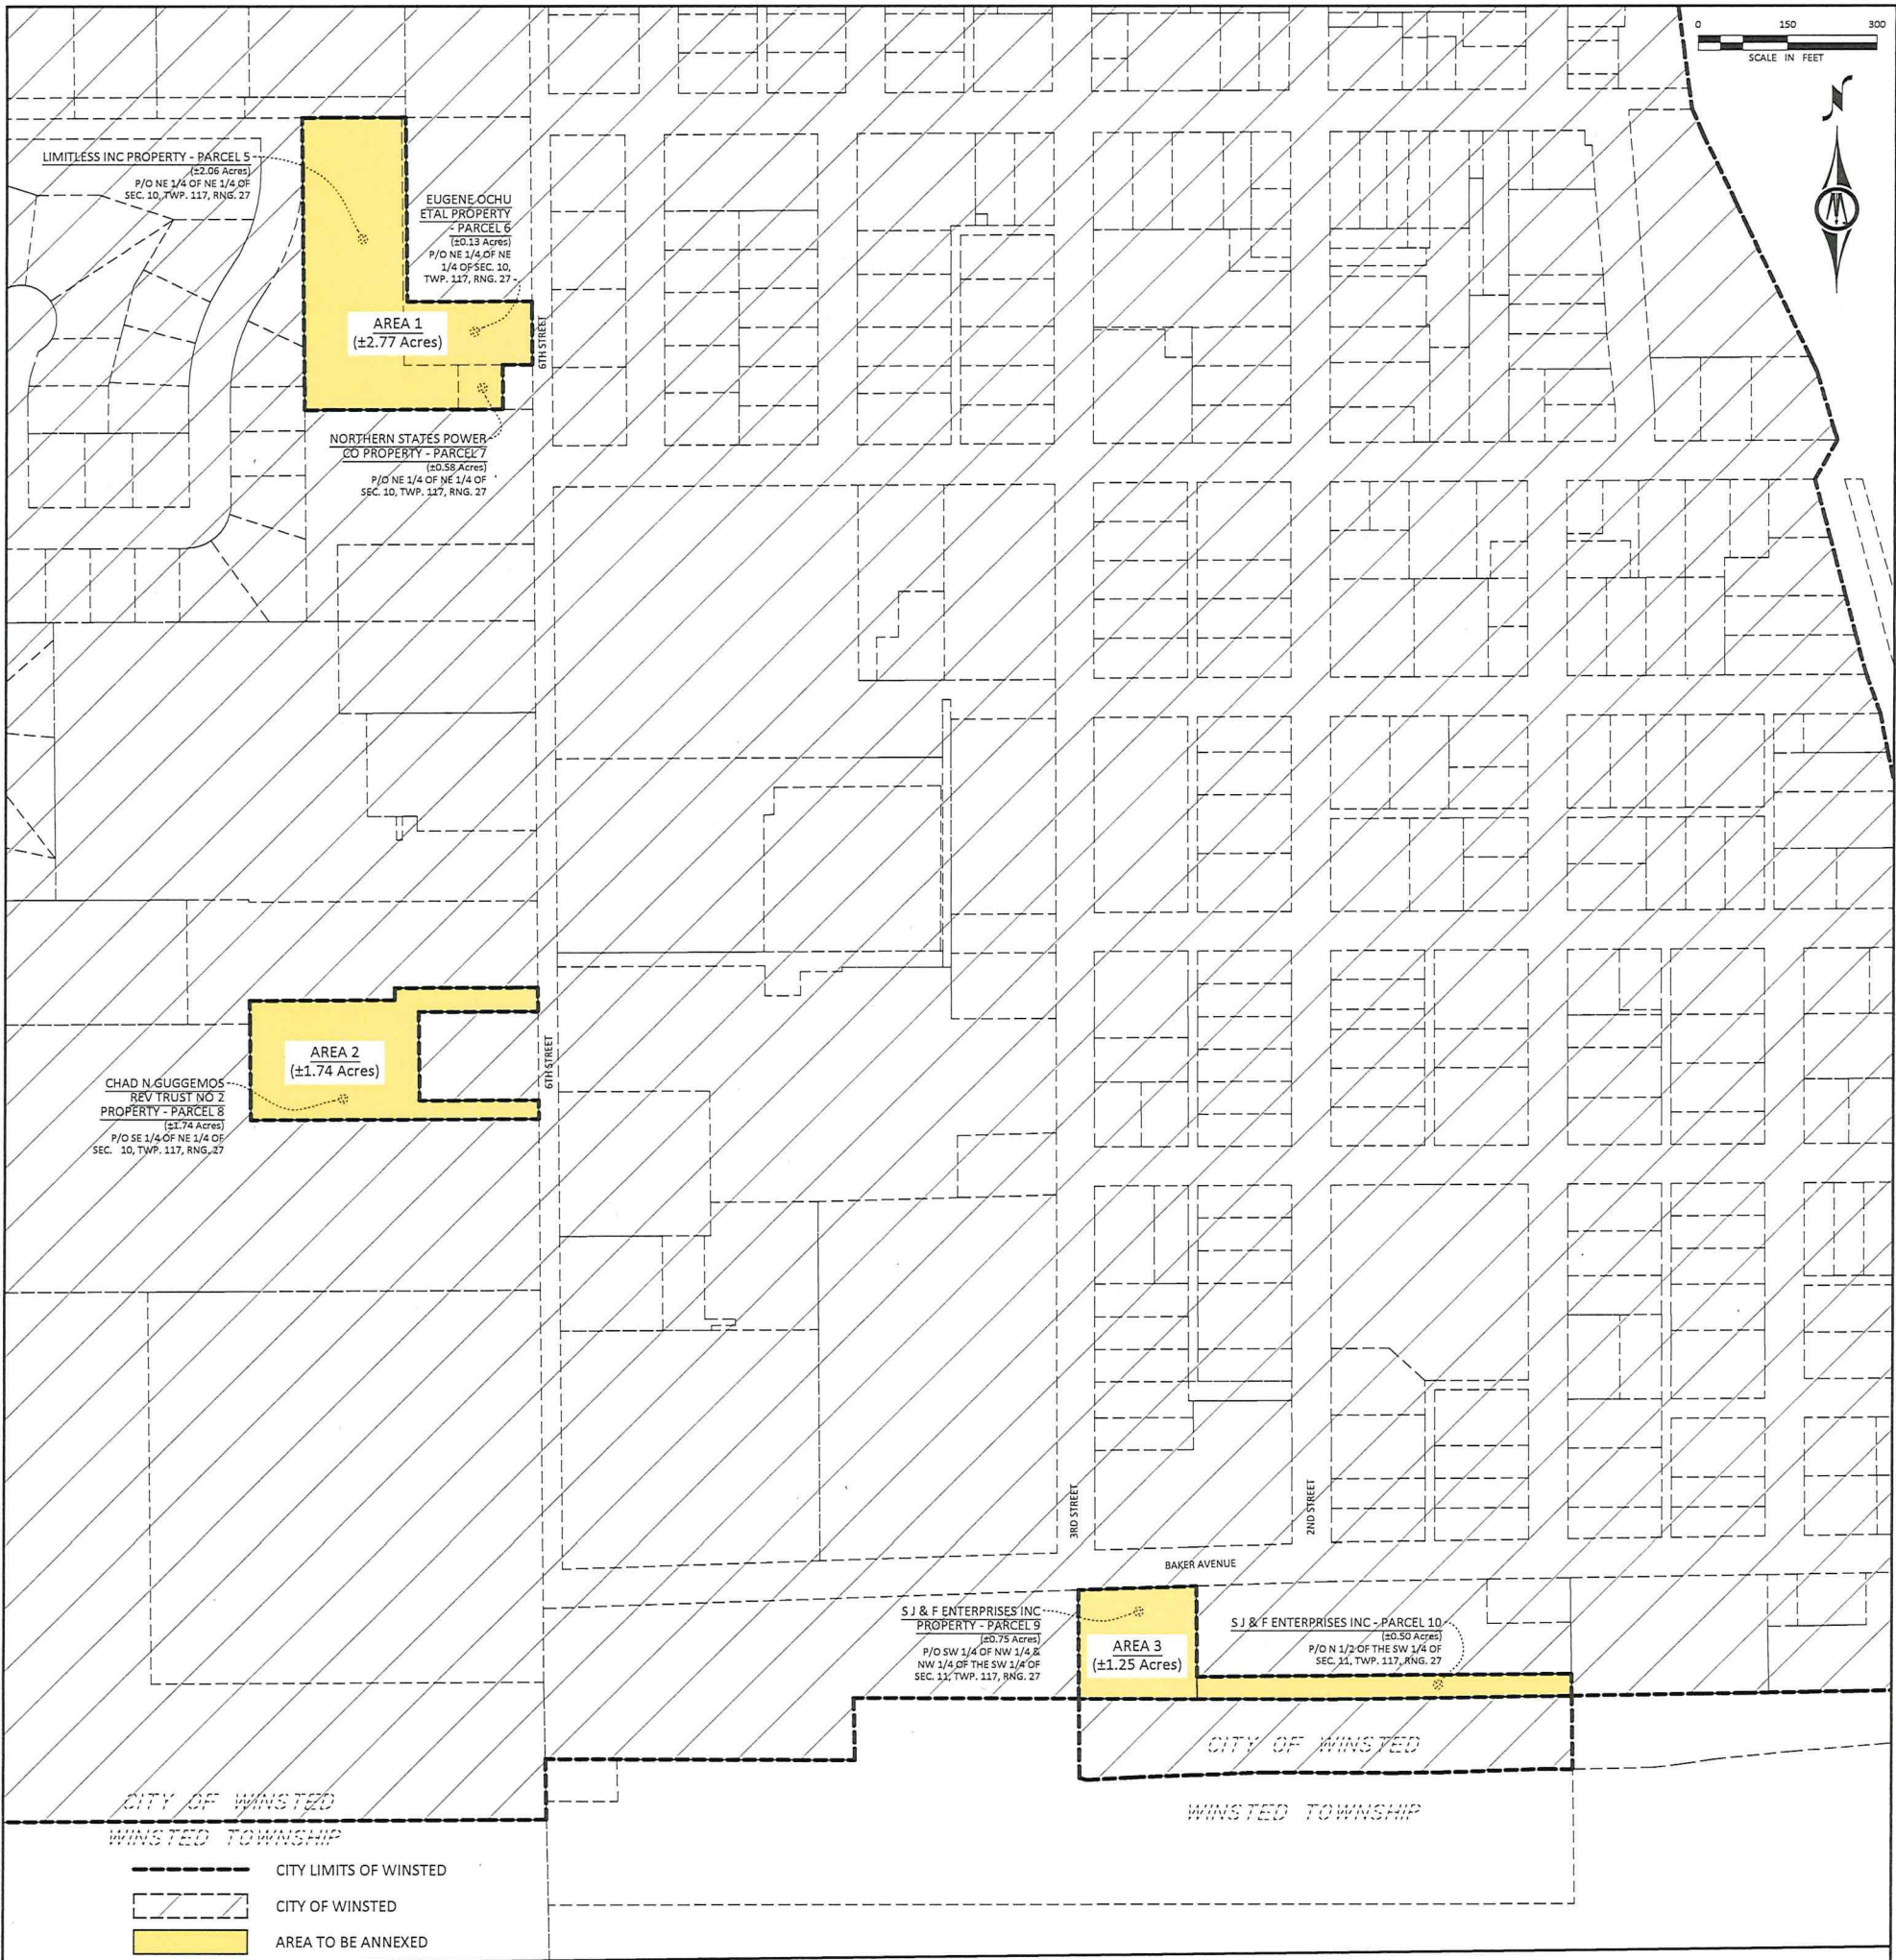 0 150 300
SCALE IN FEET
N
LIMITLESS INC PROPERTY - PARCEL 5
(±2.06 Acres)
P/O NE 1/4 OF NE 1/4 OF
SEC. 10, TWP. 117, RNG. 27
EUGENE OCHU
ETAL PROPERTY
- PARCEL 6
(±0.13 Acres)
P/O NE 1/4 OF NE
1/4 OF SEC. 10,
TWP. 117, RNG. 27
AREA 1
(±2.77 Acres)
6TH STREET
NORTHERN STATES POWER
CO PROPERTY - PARCEL 7
(±0.58 Acres)
P/O NE 1/4 OF NE 1/4 OF
SEC. 10, TWP. 117, RNG. 27
AREA 2
(±1.74 Acres)
6TH STREET
CHAD N GUGGEMOS
REV TRUST NO 2
PROPERTY - PARCEL 8
(±1.74 Acres)
P/O SE 1/4 OF NE 1/4 OF
SEC. 10, TWP. 117, RNG. 27
3RD STREET
2ND STREET
BAKER AVENUE
S J & F ENTERPRISES INC
PROPERTY - PARCEL 9
(±0.75 Acres)
P/O SW 1/4 OF NW 1/4 &
NW 1/4 OF THE SW 1/4 OF
SEC. 11, TWP. 117, RNG. 27
AREA 3
(±1.25 Acres)
S J & F ENTERPRISES INC - PARCEL 10
(±0.50 Acres)
P/O N 1/2 OF THE SW 1/4 OF
SEC. 11, TWP. 117, RNG. 27
CITY OF WINSTED
WINSTED TOWNSHIP
CITY OF WINSTED
WINSTED TOWNSHIP
CITY LIMITS OF WINSTED
CITY OF WINSTED
AREA TO BE ANNEXED